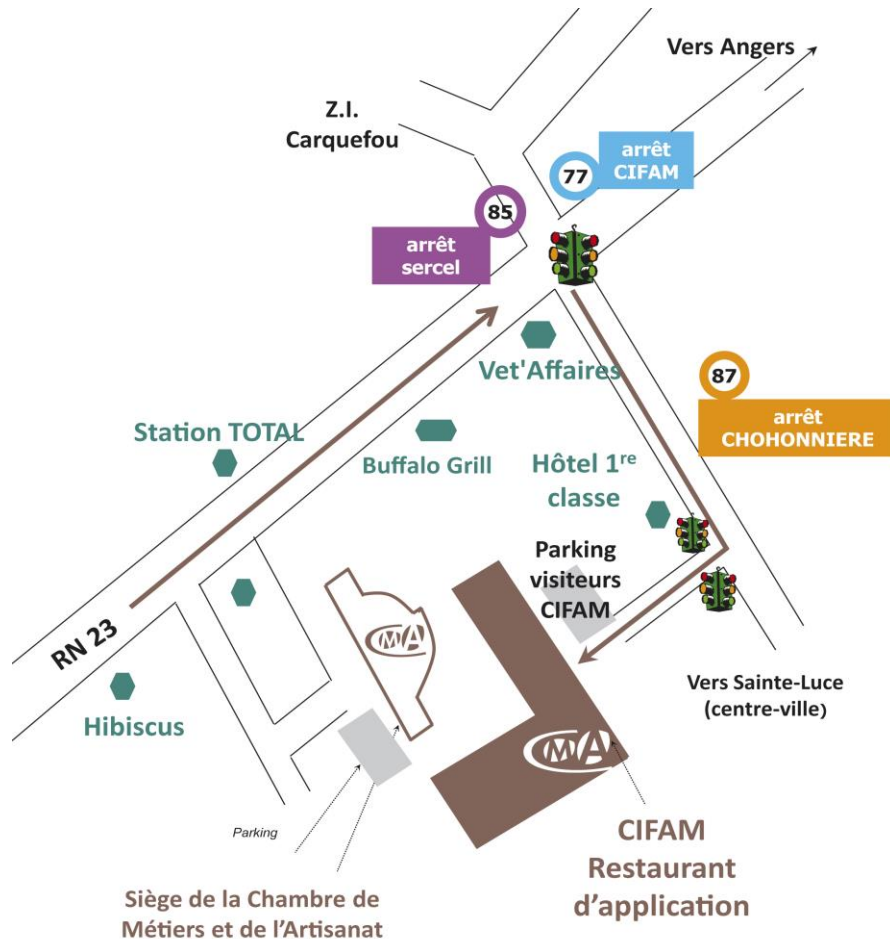 Vers Angers
Z.I.
Carquefou
77
arrêt
CIFAM
85
arrêt
sercel
Vet'Affaires
87
arrêt
CHOHONNIERE
Station TOTAL
Buffalo Grill
Hôtel 1re
classe
Parking
visiteurs
CIFAM
RN 23
CMA
Hibiscus
Vers Sainte-Luce
(centre-ville)
CMA
Parking
CIFAM
Restaurant
d'application
Siège de la Chambre de
Métiers et de l'Artisanat